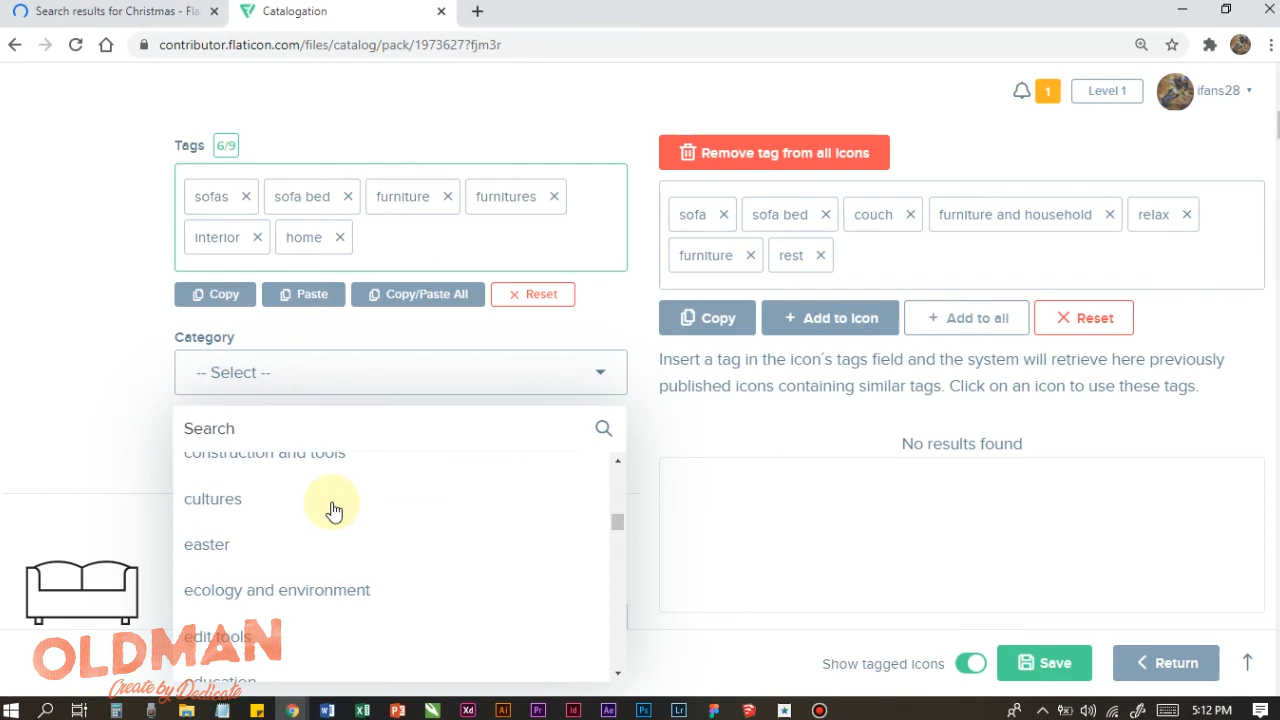 Search results for Christmas - Fla
Catalogation
contributor.flaticon.com/files/catalog/pack/1973627?fjm3r
1
Level 1
ifans28
Tags 6/9
sofas
sofa bed
furniture
furnitures
interior
home
Copy
Paste
Copy/Paste All
Reset
Category
-- Select --
Search
construction and tools
cultures
easter
ecology and environment
edit tools
education
Remove tag from all icons
sofa
sofa bed
couch
furniture and household
relax
furniture
rest
Copy
+ Add to icon
+ Add to all
Reset
Insert a tag in the icon´s tags field and the system will retrieve here previously
published icons containing similar tags. Click on an icon to use these tags.
No results found
OLDMAN
Create by Dedicate
Show tagged icons
Save
Return
5:12 PM